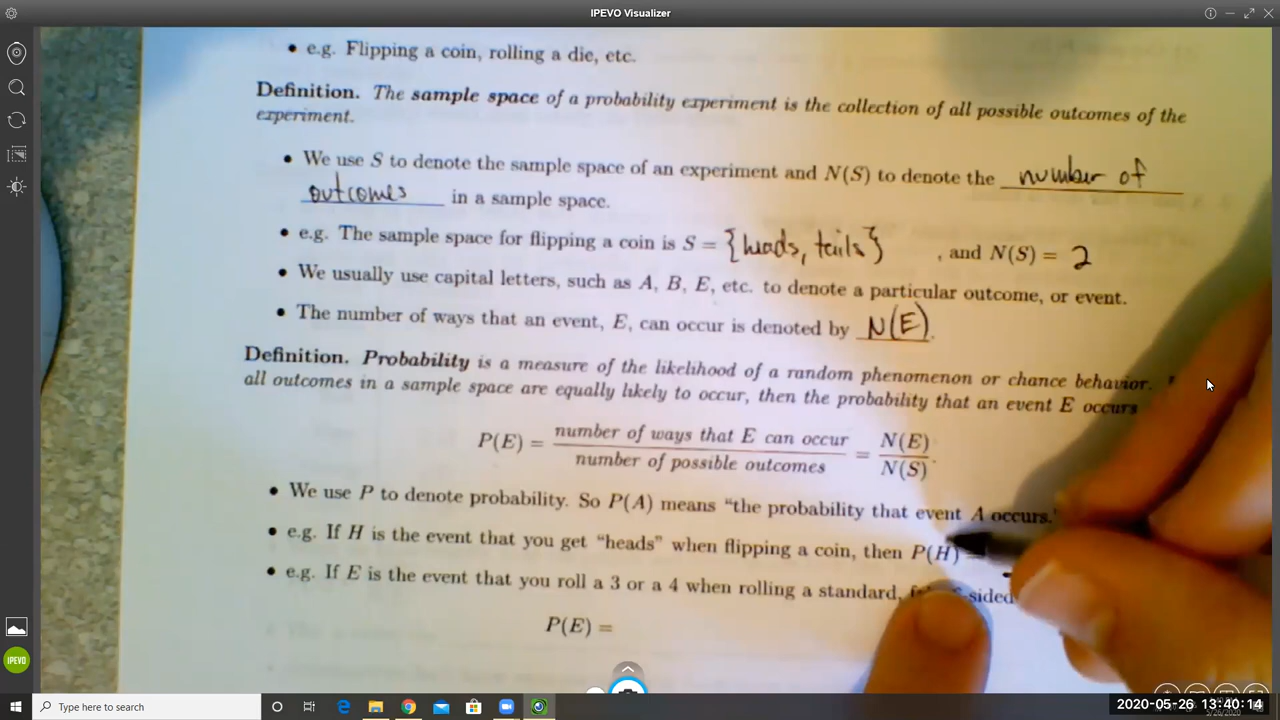 IPEVO Visualizer
• e.g. Flipping a coin, rolling a die, etc.
Definition. The sample space of a probability experiment is the collection of all possible outcomes of the
experiment.
• We use S to denote the sample space of an experiment and N(S) to denote the number of
outcomes in a sample space.
• e.g. The sample space for flipping a coin is S = {heads, tails} , and N(S) = 2
• We usually use capital letters, such as A, B, E, etc. to denote a particular outcome, or event.
• The number of ways that an event, E, can occur is denoted by N(E).
Definition. Probability is a measure of the likelihood of a random phenomenon or chance behavior.
all outcomes in a sample space are equally likely to occur, then the probability that an event E occurs
P(E) = number of ways that E can occur / number of possible outcomes = N(E) / N(S).
• We use P to denote probability. So P(A) means "the probability that event A occurs."
• e.g. If H is the event that you get "heads" when flipping a coin, then P(H) =
• e.g. If E is the event that you roll a 3 or a 4 when rolling a standard, -sided
P(E) =
IPEVO
Type here to search
2020-05-26 13:40:14